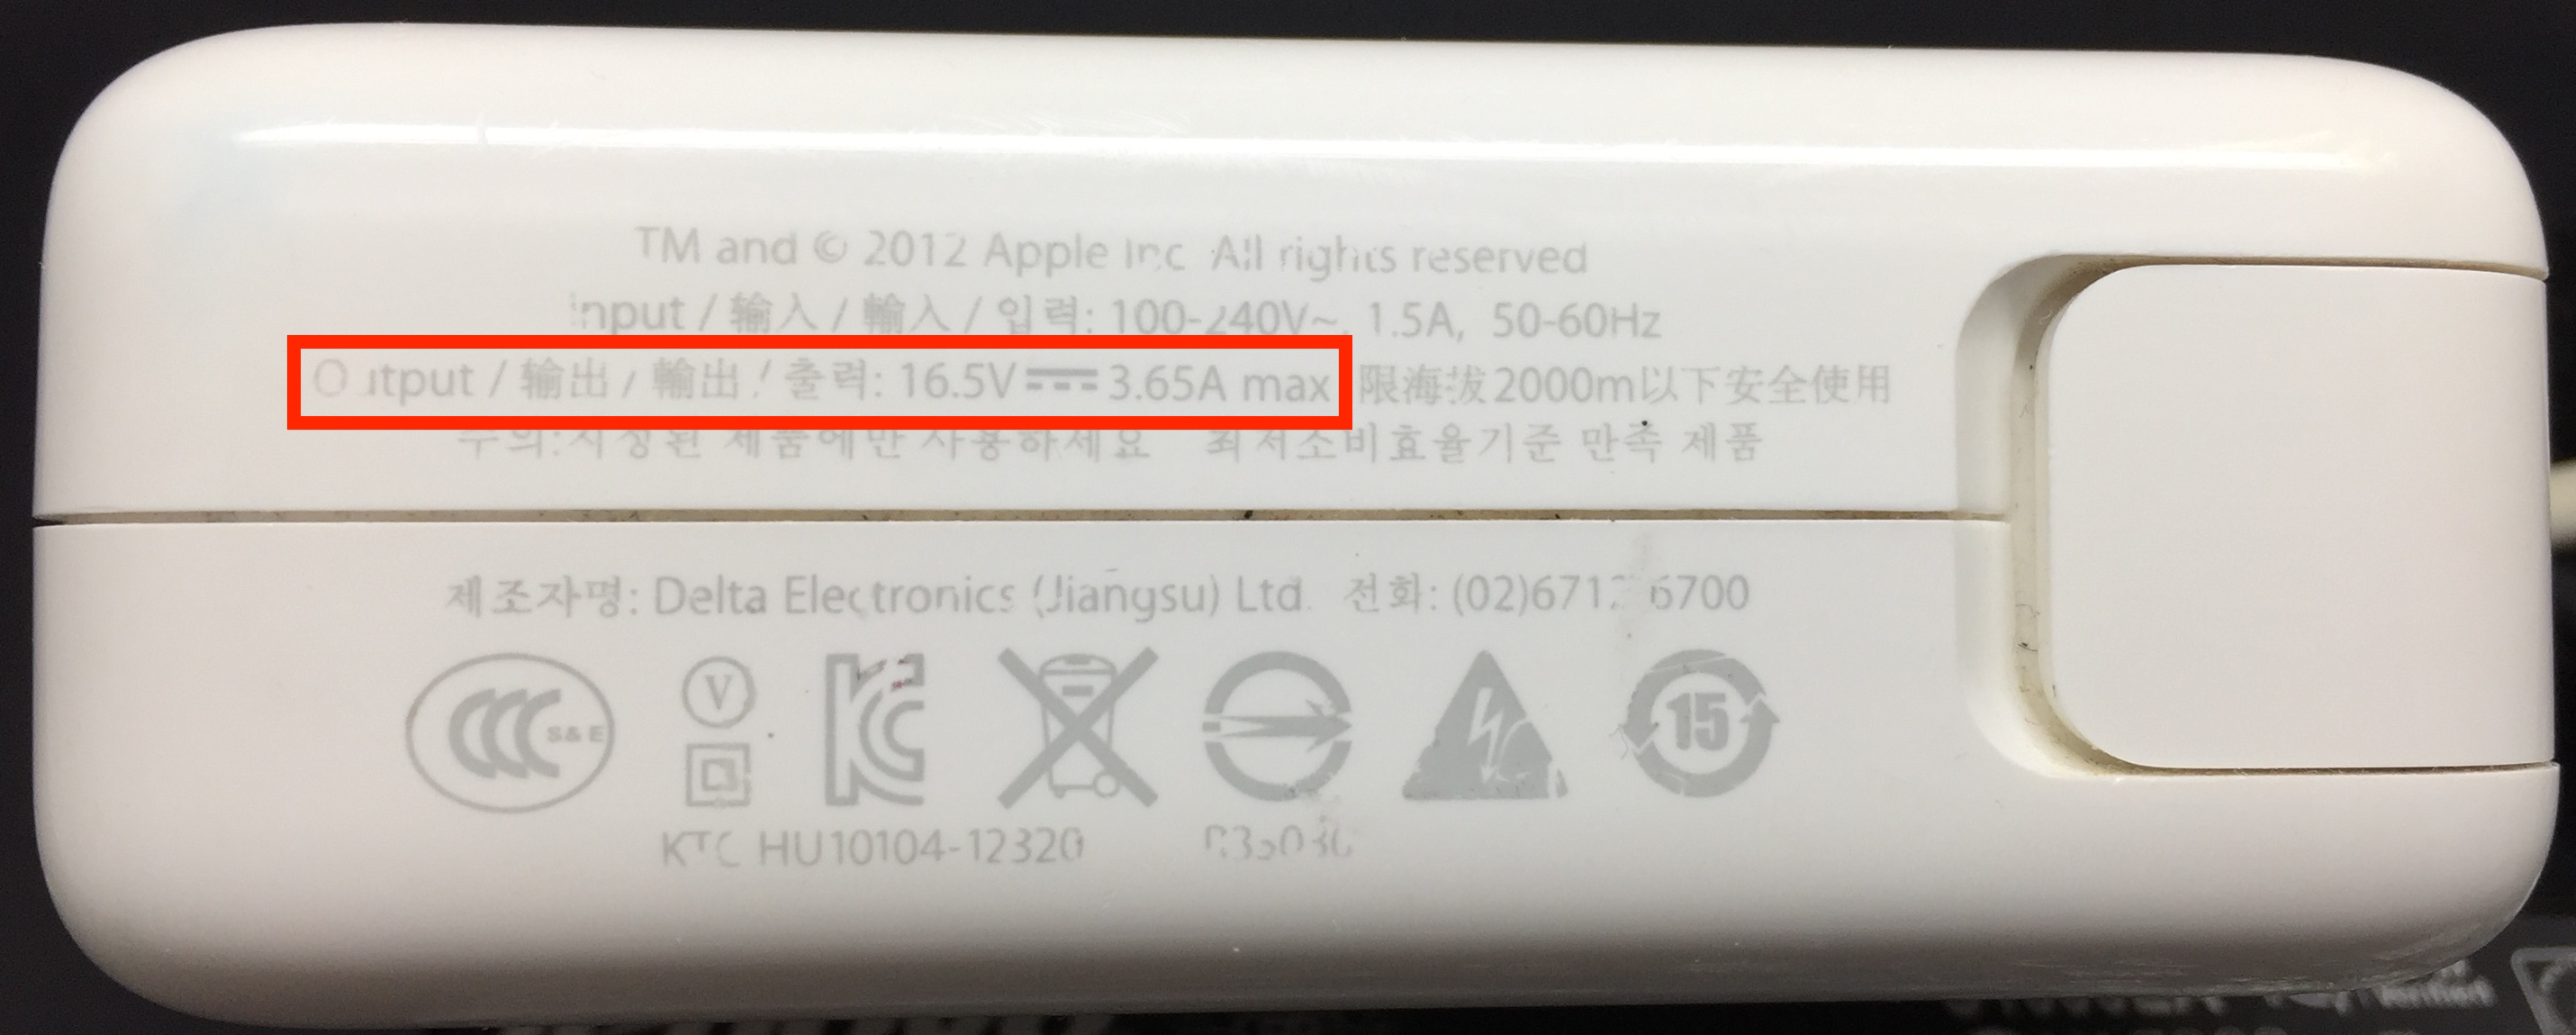 TM and © 2012 Apple Inc All rights reserved
Input / 输入 / 輸入 / 입력: 100-240V~, 1.5A, 50-60Hz
Output / 输出 / 輸出 / 출력: 16.5V⎓3.65A max 限海拔2000m以下安全使用
주의:지정된 제품에만 사용하세요 최저소비효율기준 만족 제품
제조자명: Delta Electronics (Jiangsu) Ltd. 전화: (02)6712 6700
CCC S&E V KC 15
KTC HU10104-12320